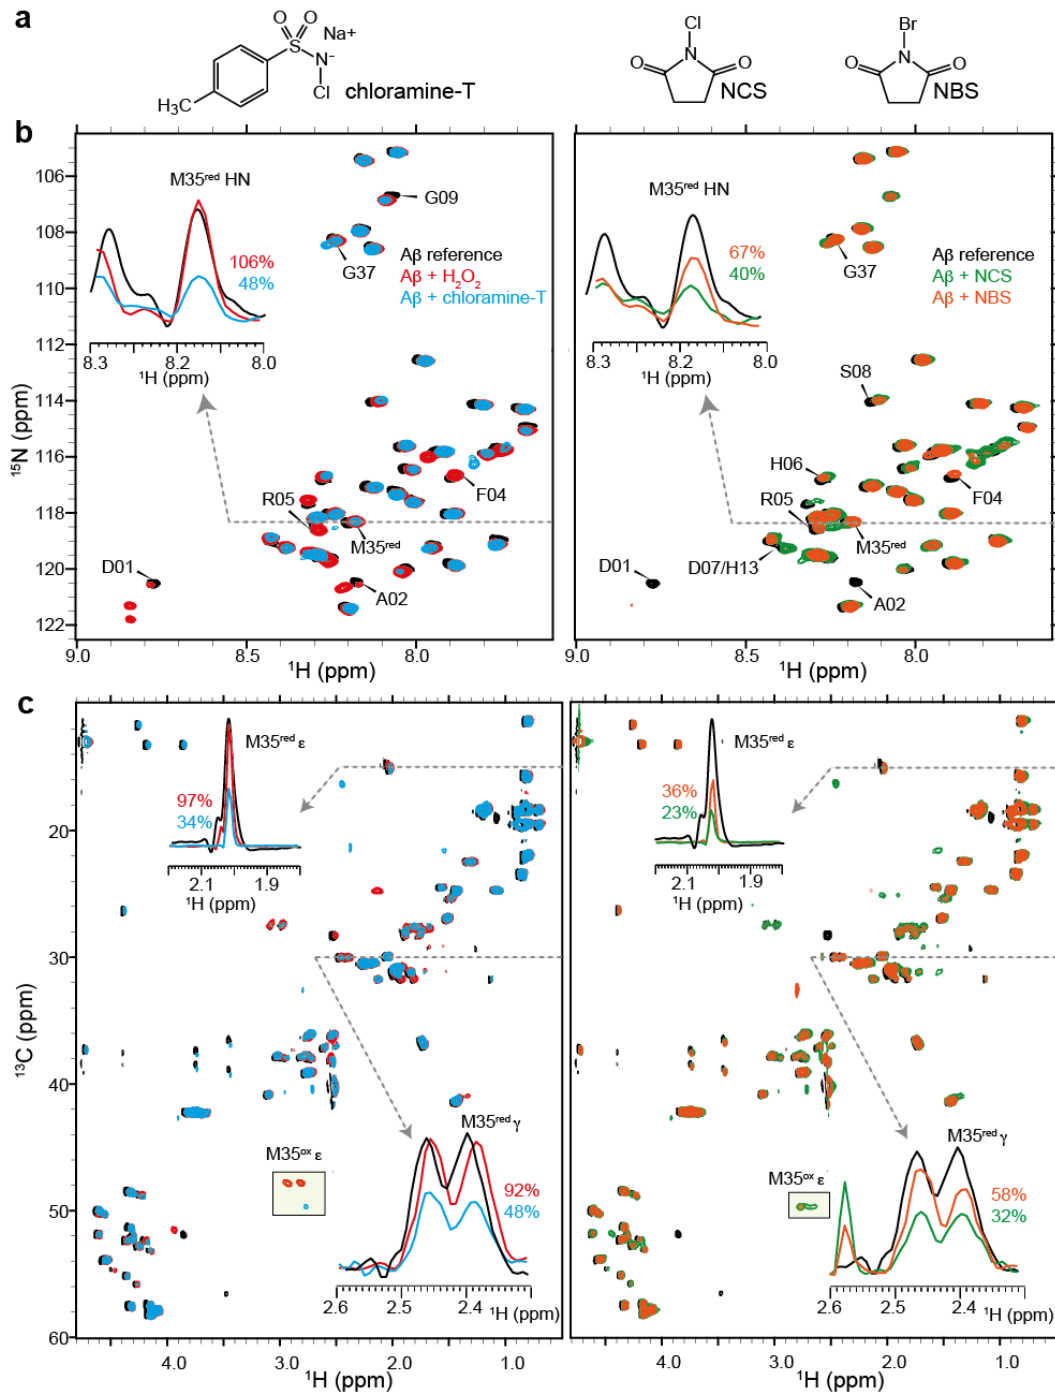 a
O O
S
Na+
N-
Cl
H3C
chloramine-T
Cl
N
O O
NCS
Br
N
O O
NBS
b
106
108
110
112
114
116
118
120
122
15N (ppm)
M35red HN
106%
48%
8.3 8.2 8.0
1H (ppm)
G09
G37
Aβ reference
Aβ + H2O2
Aβ + chloramine-T
R05
F04
M35red
D01
A02
9.0 8.5 8.0
1H (ppm)
M35red HN
67%
40%
8.3 8.2 8.0
1H (ppm)
G37
Aβ reference
Aβ + NCS
Aβ + NBS
S08
H06
R05
F04
M35red
D01
D07/H13
A02
9.0 8.5 8.0
1H (ppm)
c
20
30
40
50
60
13C (ppm)
M35red ε
97%
34%
2.1 1.9
1H (ppm)
M35red γ
M35ox ε
92%
48%
2.6 2.5 2.4
1H (ppm)
4.0 3.0 2.0 1.0
1H (ppm)
M35red ε
36%
23%
2.1 1.9
1H (ppm)
M35red γ
M35ox ε
58%
32%
2.6 2.5 2.4
1H (ppm)
4.0 3.0 2.0 1.0
1H (ppm)